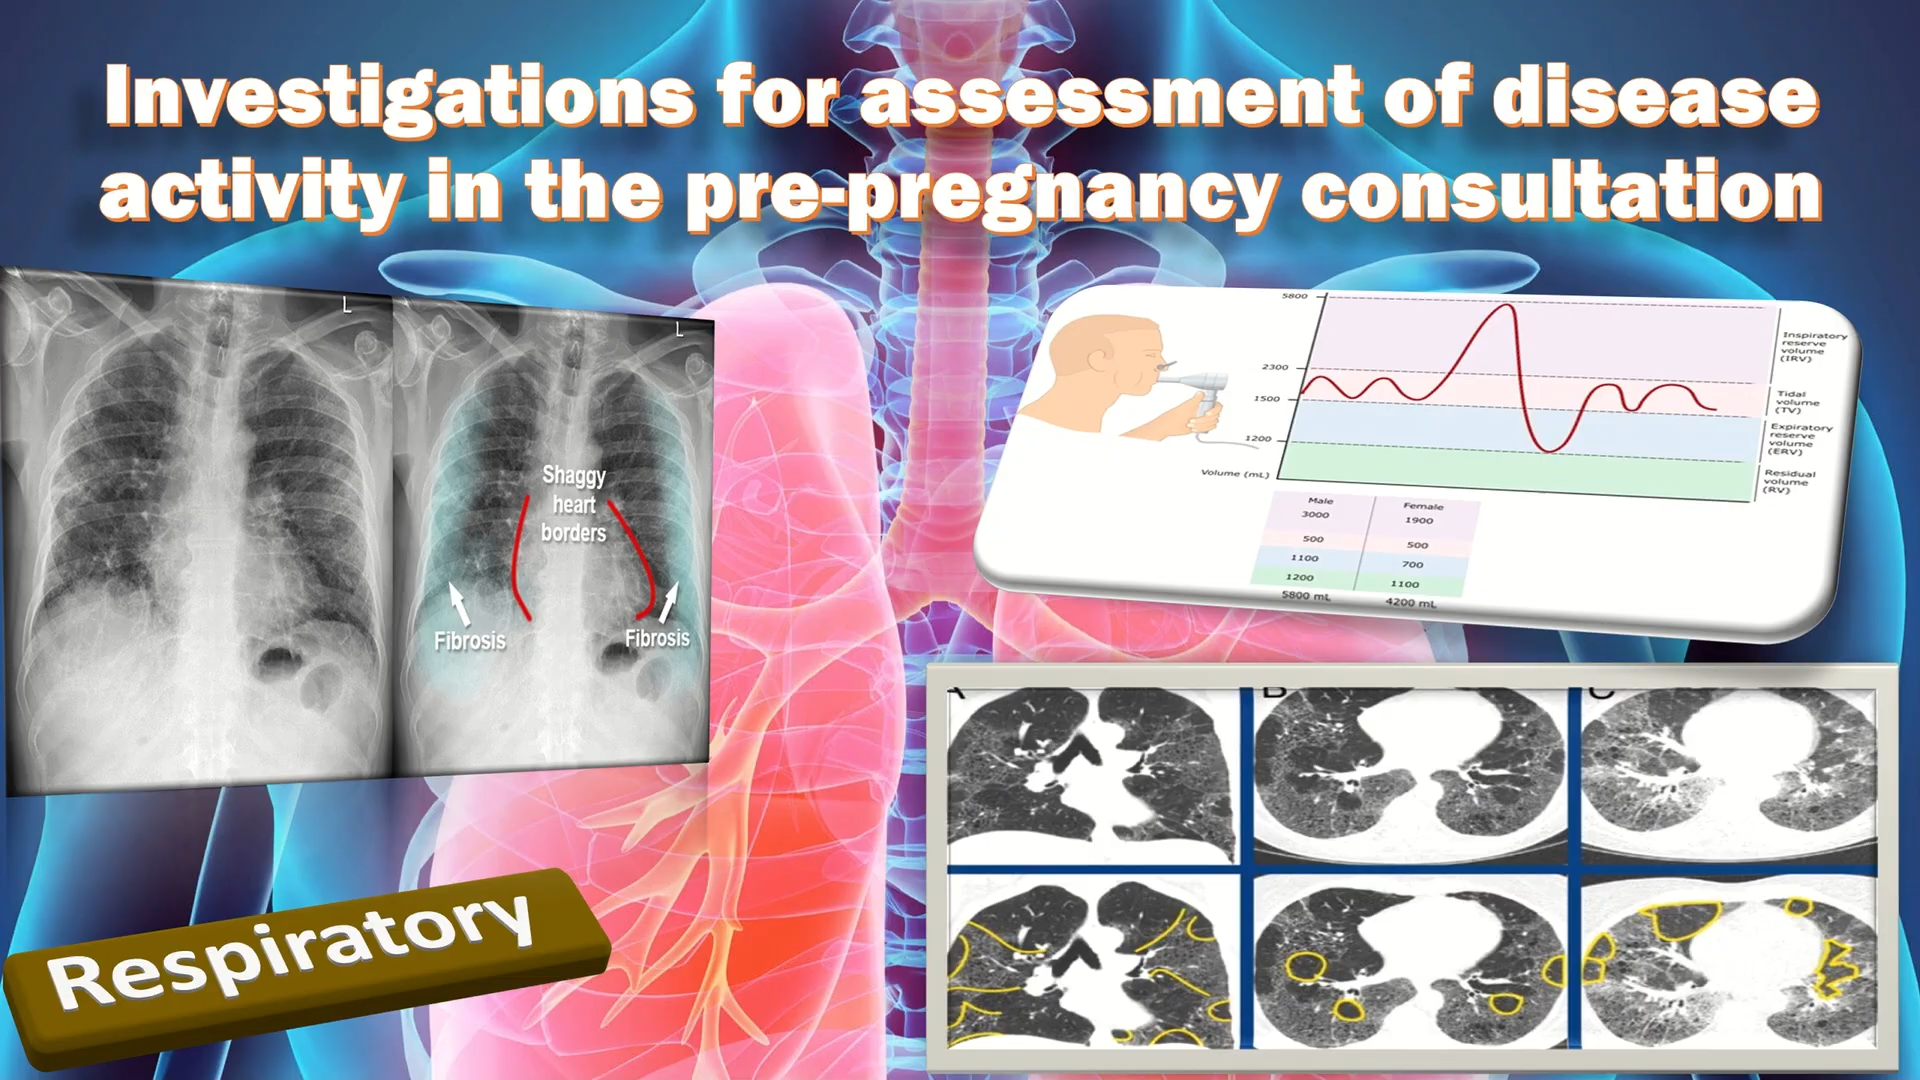 Investigations for assessment of disease
activity in the pre-pregnancy consultation
L
L
Shaggy
heart
borders
Fibrosis
Fibrosis
5800
2300
1500
1200
Volume (mL)
Inspiratory
reserve
volume
(IRV)
Tidal
volume
(TV)
Expiratory
reserve
volume
(ERV)
Residual
volume
(RV)
Male Female
3000 1900
500 500
1100 700
1200 1100
5800 mL 4200 mL
B C
Respiratory